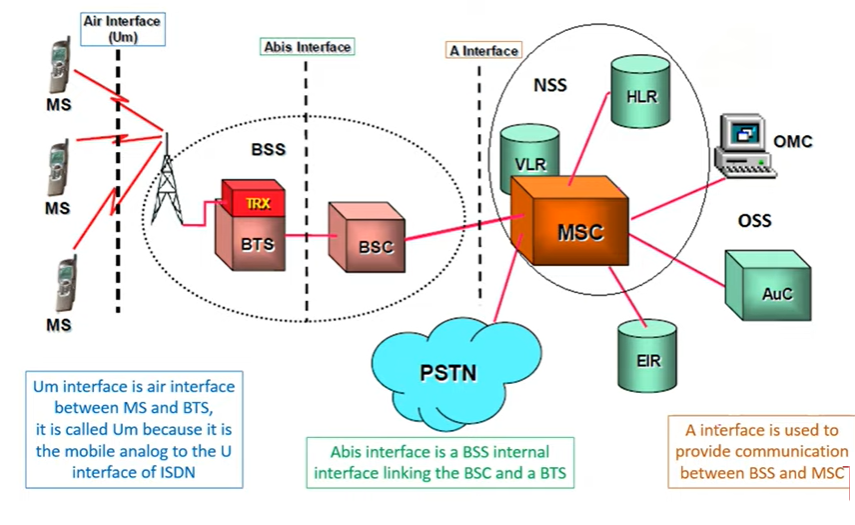 Air Interface
(Um)
Abis Interface
A Interface
MS
MS
MS
BSS
TRX
BTS
BSC
NSS
HLR
VLR
MSC
OMC
OSS
AuC
EIR
PSTN
Um interface is air interface
between MS and BTS,
it is called Um because it is
the mobile analog to the U
interface of ISDN
Abis interface is a BSS internal
interface linking the BSC and a BTS
A interface is used to
provide communication
between BSS and MSC